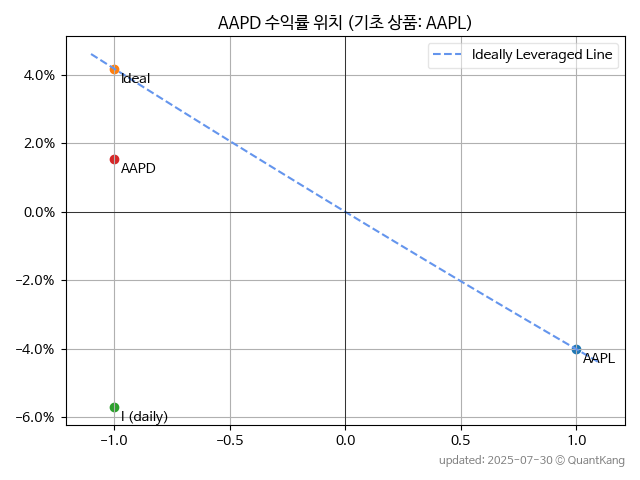 AAPD 수익률 위치 (기초 상품: AAPL)
Ideally Leveraged Line
4.0%
Ideal
2.0%
AAPD
0.0%
−2.0%
−4.0%
AAPL
−6.0%
I (daily)
−1.0
−0.5
0.0
0.5
1.0
updated: 2025-07-30 © QuantKang